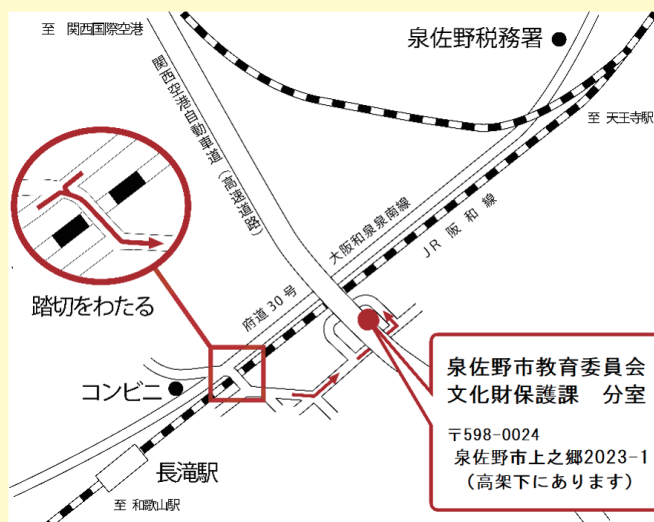 至 関西国際空港
泉佐野税務署
関西空港自動車道(高速道路)
至 天王寺駅
大阪和泉泉南線
JR 阪和線
府道30号
踏切をわたる
コンビニ
長滝駅
至 和歌山駅
泉佐野市教育委員会
文化財保護課 分室
〒598-0024
泉佐野市上之郷2023-1
(高架下にあります)